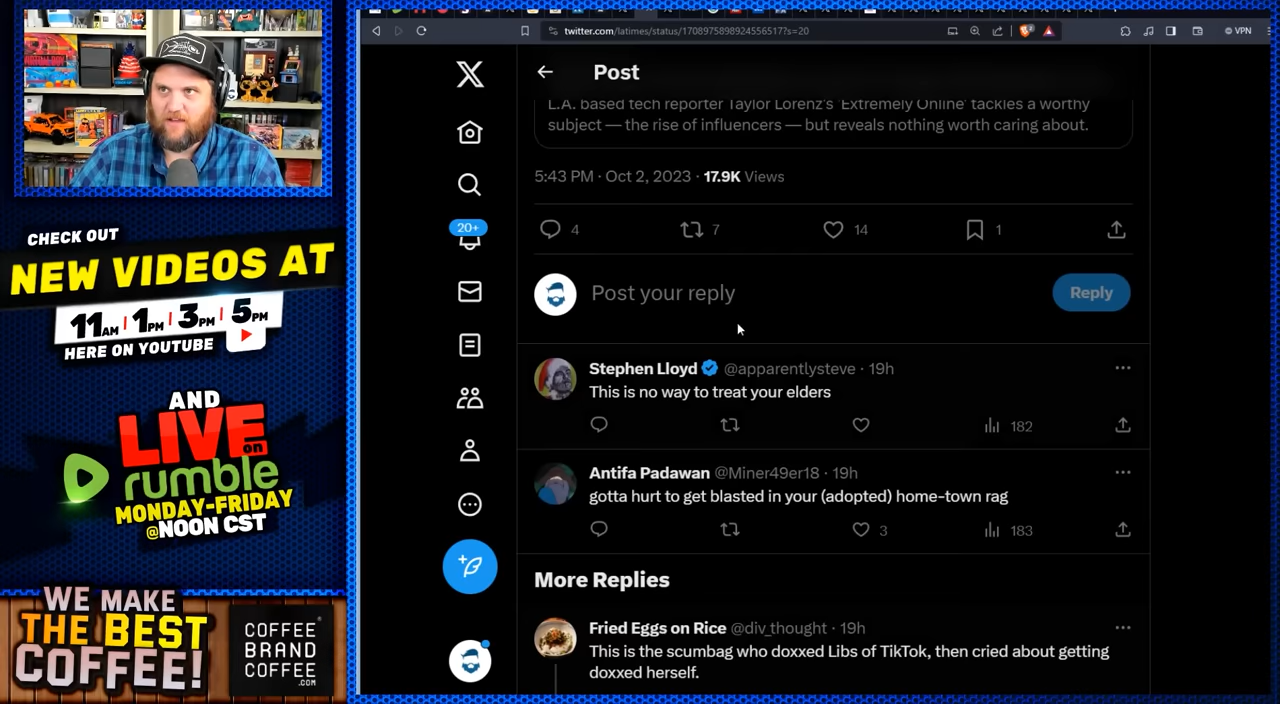 CHECK OUT
NEW VIDEOS AT
11AM | 1PM | 3PM | 5PM
HERE ON YOUTUBE
AND
LIVE on
rumble
MONDAY-FRIDAY
@NOON CST
WE MAKE
THE BEST
COFFEE!
COFFEE
BRAND
COFFEE
.COM
twitter.com/latimes/status/1708975898924556517?s=20
VPN
X
Post
L.A. based tech reporter Taylor Lorenz's 'Extremely Online' tackles a worthy
subject — the rise of influencers — but reveals nothing worth caring about.
5:43 PM · Oct 2, 2023 · 17.9K Views
20+
4 7 14 1
Post your reply
Reply
Stephen Lloyd @apparentlysteve · 19h
This is no way to treat your elders
182
Antifa Padawan @Miner49er18 · 19h
gotta hurt to get blasted in your (adopted) home-town rag
3 183
More Replies
Fried Eggs on Rice @div_thought · 19h
This is the scumbag who doxxed Libs of TikTok, then cried about getting
doxxed herself.